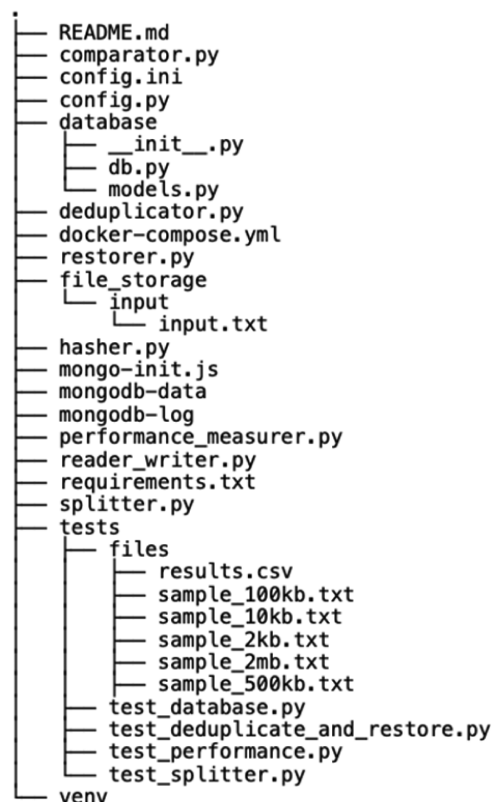 .
├── README.md
├── comparator.py
├── config.ini
├── config.py
├── database
│   ├── __init__.py
│   ├── db.py
│   └── models.py
├── deduplicator.py
├── docker-compose.yml
├── restorer.py
├── file_storage
│   └── input
│       └── input.txt
├── hasher.py
├── mongo-init.js
├── mongodb-data
├── mongodb-log
├── performance_measurer.py
├── reader_writer.py
├── requirements.txt
├── splitter.py
├── tests
│   ├── files
│   │   ├── results.csv
│   │   ├── sample_100kb.txt
│   │   ├── sample_10kb.txt
│   │   ├── sample_2kb.txt
│   │   ├── sample_2mb.txt
│   │   ├── sample_500kb.txt
│   ├── test_database.py
│   ├── test_deduplicate_and_restore.py
│   ├── test_performance.py
│   └── test_splitter.py
└── venv